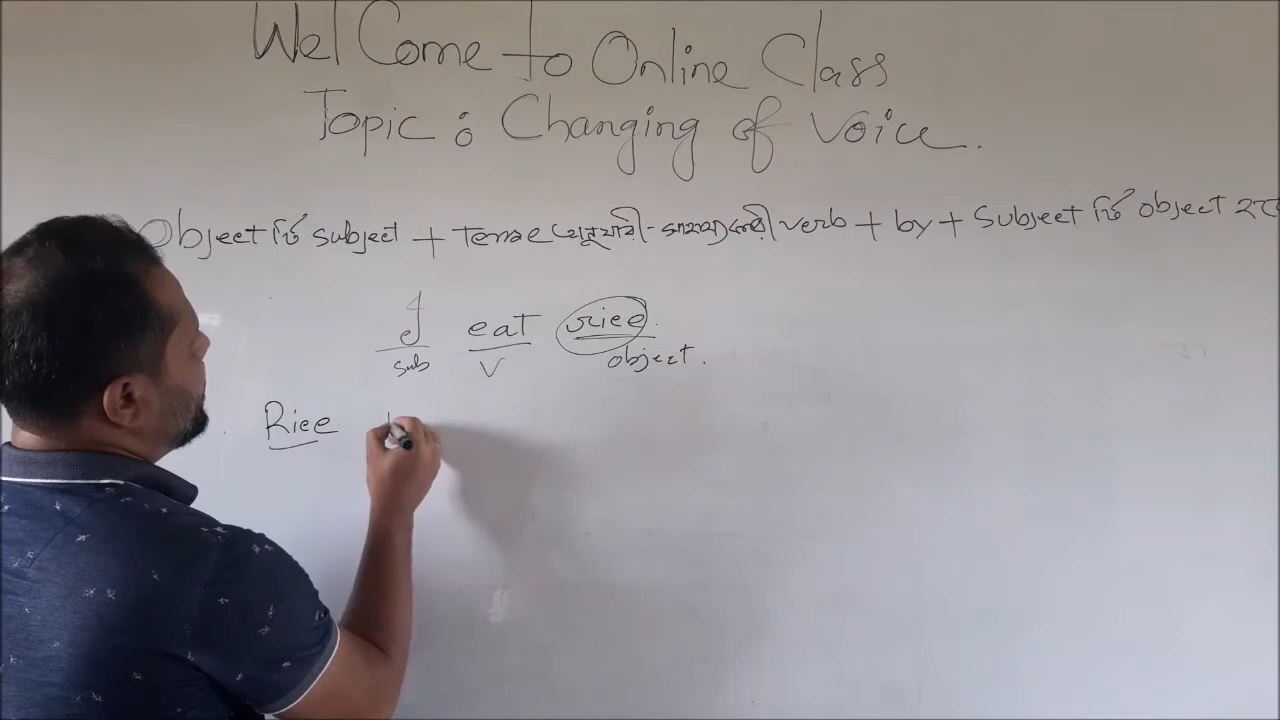 Wel Come to Online Class
Topic : Changing of Voice.
Object টি subject + Tense অনুযায়ী সাহায্যকারী verb + by + Subject টি object হবে
I eat rice.
sub V object.
Rice